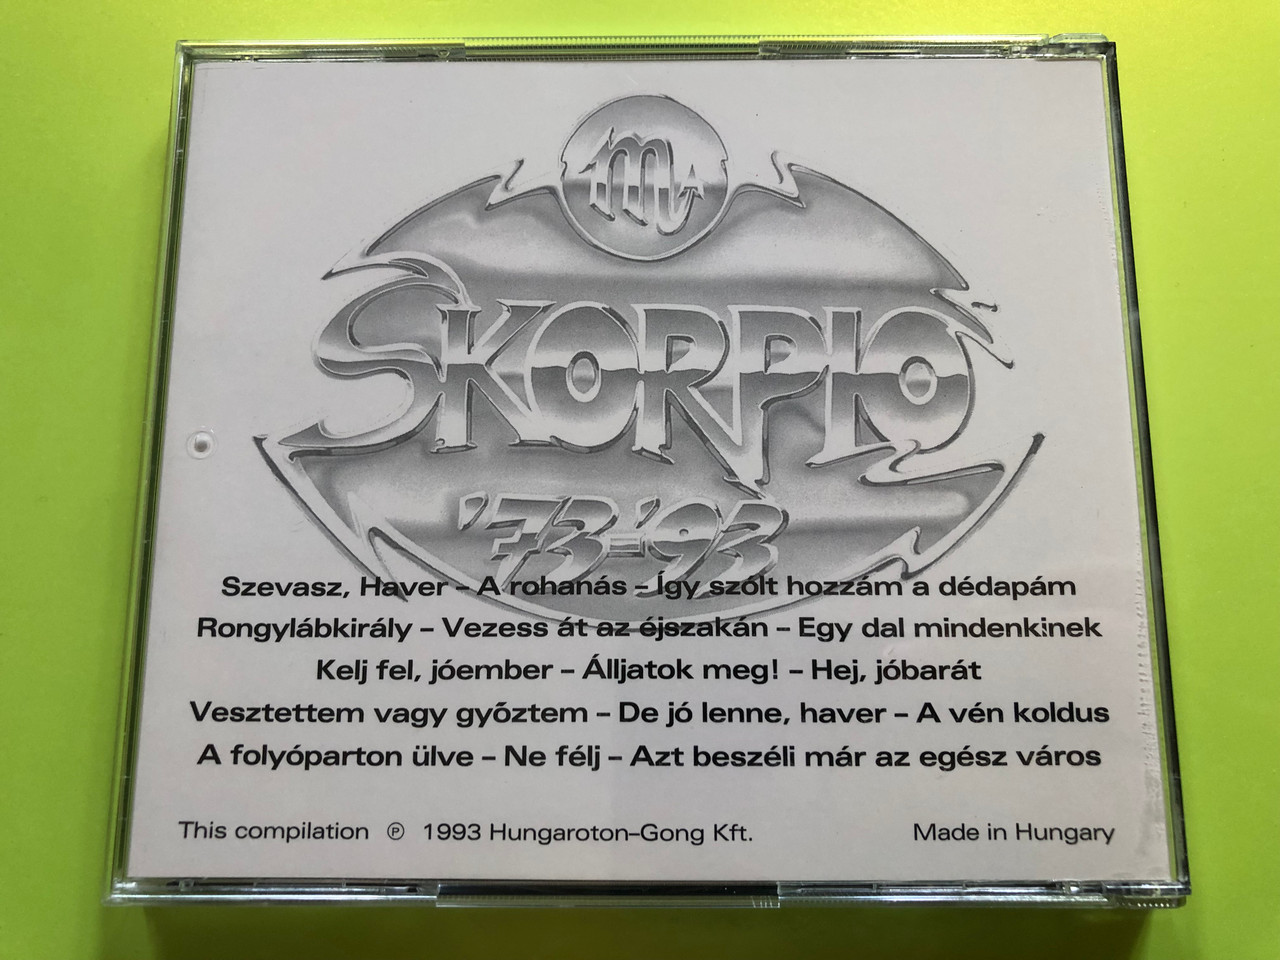 SKORPIÓ
'73-'93
Szevasz, Haver – A rohanás – Így szólt hozzám a dédapám
Rongylábkirály – Vezess át az éjszakán – Egy dal mindenkinek
Kelj fel, jóember – Álljatok meg! – Hej, jóbarát
Vesztettem vagy győztem – De jó lenne, haver – A vén koldus
A folyóparton ülve – Ne félj – Azt beszéli már az egész város
This compilation ℗ 1993 Hungaroton–Gong Kft. Made in Hungary